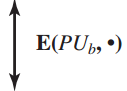 E(PU_b, •)